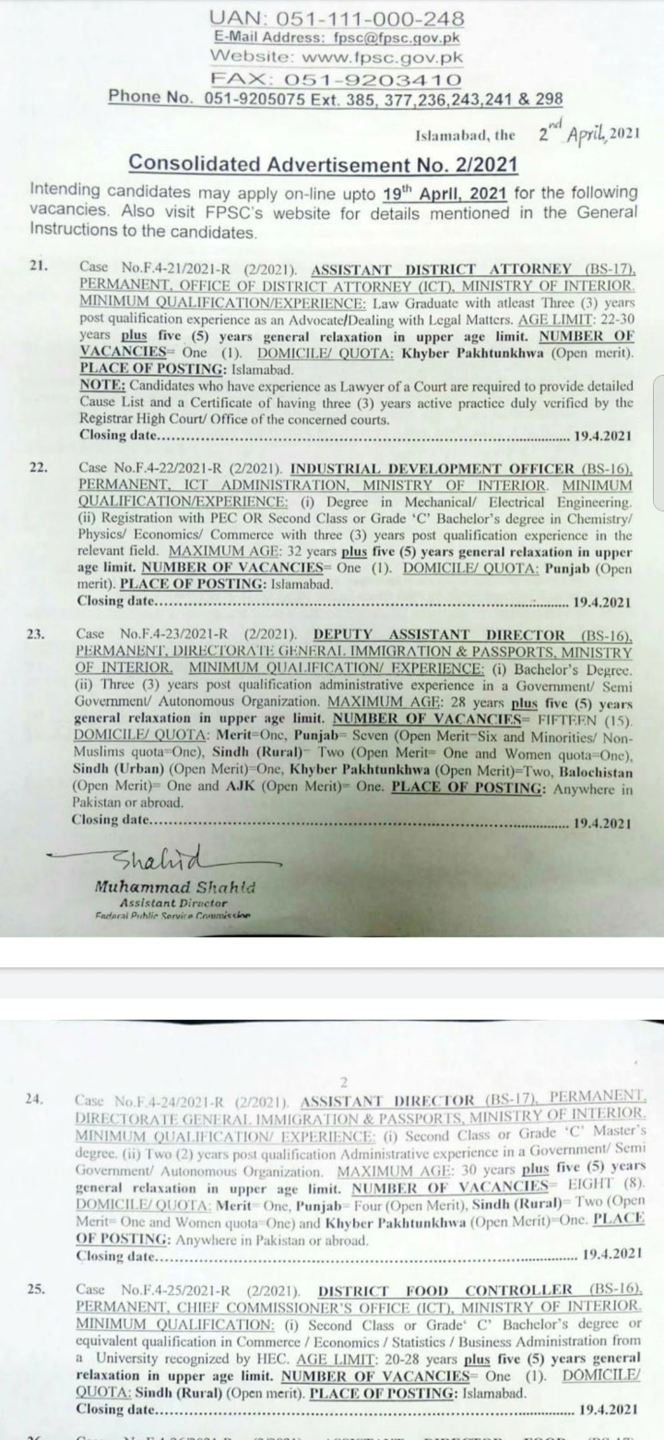 UAN: 051-111-000-248
E-Mail Address: fpsc@fpsc.gov.pk
Website: www.fpsc.gov.pk
FAX: 051-9203410
Phone No. 051-9205075 Ext. 385, 377,236,243,241 & 298
Islamabad, the 2nd April, 2021
Consolidated Advertisement No. 2/2021
Intending candidates may apply on-line upto 19th April, 2021 for the following
vacancies. Also visit FPSC's website for details mentioned in the General
Instructions to the candidates.
21. Case No.F.4-21/2021-R (2/2021). ASSISTANT DISTRICT ATTORNEY (BS-17),
PERMANENT, OFFICE OF DISTRICT ATTORNEY (ICT), MINISTRY OF INTERIOR.
MINIMUM QUALIFICATION/EXPERIENCE: Law Graduate with atleast Three (3) years
post qualification experience as an Advocate/Dealing with Legal Matters. AGE LIMIT: 22-30
years plus five (5) years general relaxation in upper age limit. NUMBER OF
VACANCIES= One (1). DOMICILE/ QUOTA: Khyber Pakhtunkhwa (Open merit).
PLACE OF POSTING: Islamabad.
NOTE: Candidates who have experience as Lawyer of a Court are required to provide detailed
Cause List and a Certificate of having three (3) years active practice duly verified by the
Registrar High Court/ Office of the concerned courts.
Closing date.......................................................................................... 19.4.2021
22. Case No.F.4-22/2021-R (2/2021). INDUSTRIAL DEVELOPMENT OFFICER (BS-16),
PERMANENT, ICT ADMINISTRATION, MINISTRY OF INTERIOR. MINIMUM
QUALIFICATION/EXPERIENCE: (i) Degree in Mechanical/ Electrical Engineering.
(ii) Registration with PEC OR Second Class or Grade 'C' Bachelor's degree in Chemistry/
Physics/ Economics/ Commerce with three (3) years post qualification experience in the
relevant field. MAXIMUM AGE: 32 years plus five (5) years general relaxation in upper
age limit. NUMBER OF VACANCIES= One (1). DOMICILE/ QUOTA: Punjab (Open
merit). PLACE OF POSTING: Islamabad.
Closing date.......................................................................................... 19.4.2021
23. Case No.F.4-23/2021-R (2/2021). DEPUTY ASSISTANT DIRECTOR (BS-16),
PERMANENT, DIRECTORATE GENERAL IMMIGRATION & PASSPORTS, MINISTRY
OF INTERIOR. MINIMUM QUALIFICATION/ EXPERIENCE: (i) Bachelor's Degree.
(ii) Three (3) years post qualification administrative experience in a Government/ Semi
Government/ Autonomous Organization. MAXIMUM AGE: 28 years plus five (5) years
general relaxation in upper age limit. NUMBER OF VACANCIES= FIFTEEN (15).
DOMICILE/ QUOTA: Merit=One, Punjab= Seven (Open Merit=Six and Minorities/ Non-
Muslims quota=One), Sindh (Rural)= Two (Open Merit= One and Women quota=One),
Sindh (Urban) (Open Merit)=One, Khyber Pakhtunkhwa (Open Merit)=Two, Balochistan
(Open Merit)= One and AJK (Open Merit)= One. PLACE OF POSTING: Anywhere in
Pakistan or abroad.
Closing date.......................................................................................... 19.4.2021
Shahid
Muhammad Shahid
Assistant Director
Federal Public Service Commission
2
24. Case No.F.4-24/2021-R (2/2021). ASSISTANT DIRECTOR (BS-17), PERMANENT,
DIRECTORATE GENERAL IMMIGRATION & PASSPORTS, MINISTRY OF INTERIOR.
MINIMUM QUALIFICATION/ EXPERIENCE: (i) Second Class or Grade 'C' Master's
degree. (ii) Two (2) years post qualification Administrative experience in a Government/ Semi
Government/ Autonomous Organization. MAXIMUM AGE: 30 years plus five (5) years
general relaxation in upper age limit. NUMBER OF VACANCIES= EIGHT (8).
DOMICILE/ QUOTA: Merit= One, Punjab= Four (Open Merit), Sindh (Rural)= Two (Open
Merit= One and Women quota=One) and Khyber Pakhtunkhwa (Open Merit)=One. PLACE
OF POSTING: Anywhere in Pakistan or abroad.
Closing date.......................................................................................... 19.4.2021
25. Case No.F.4-25/2021-R (2/2021). DISTRICT FOOD CONTROLLER (BS-16),
PERMANENT, CHIEF COMMISSIONER'S OFFICE (ICT), MINISTRY OF INTERIOR.
MINIMUM QUALIFICATION: (i) Second Class or Grade' C' Bachelor's degree or
equivalent qualification in Commerce / Economics / Statistics / Business Administration from
a University recognized by HEC. AGE LIMIT: 20-28 years plus five (5) years general
relaxation in upper age limit. NUMBER OF VACANCIES= One (1). DOMICILE/
QUOTA: Sindh (Rural) (Open merit). PLACE OF POSTING: Islamabad.
Closing date.......................................................................................... 19.4.2021